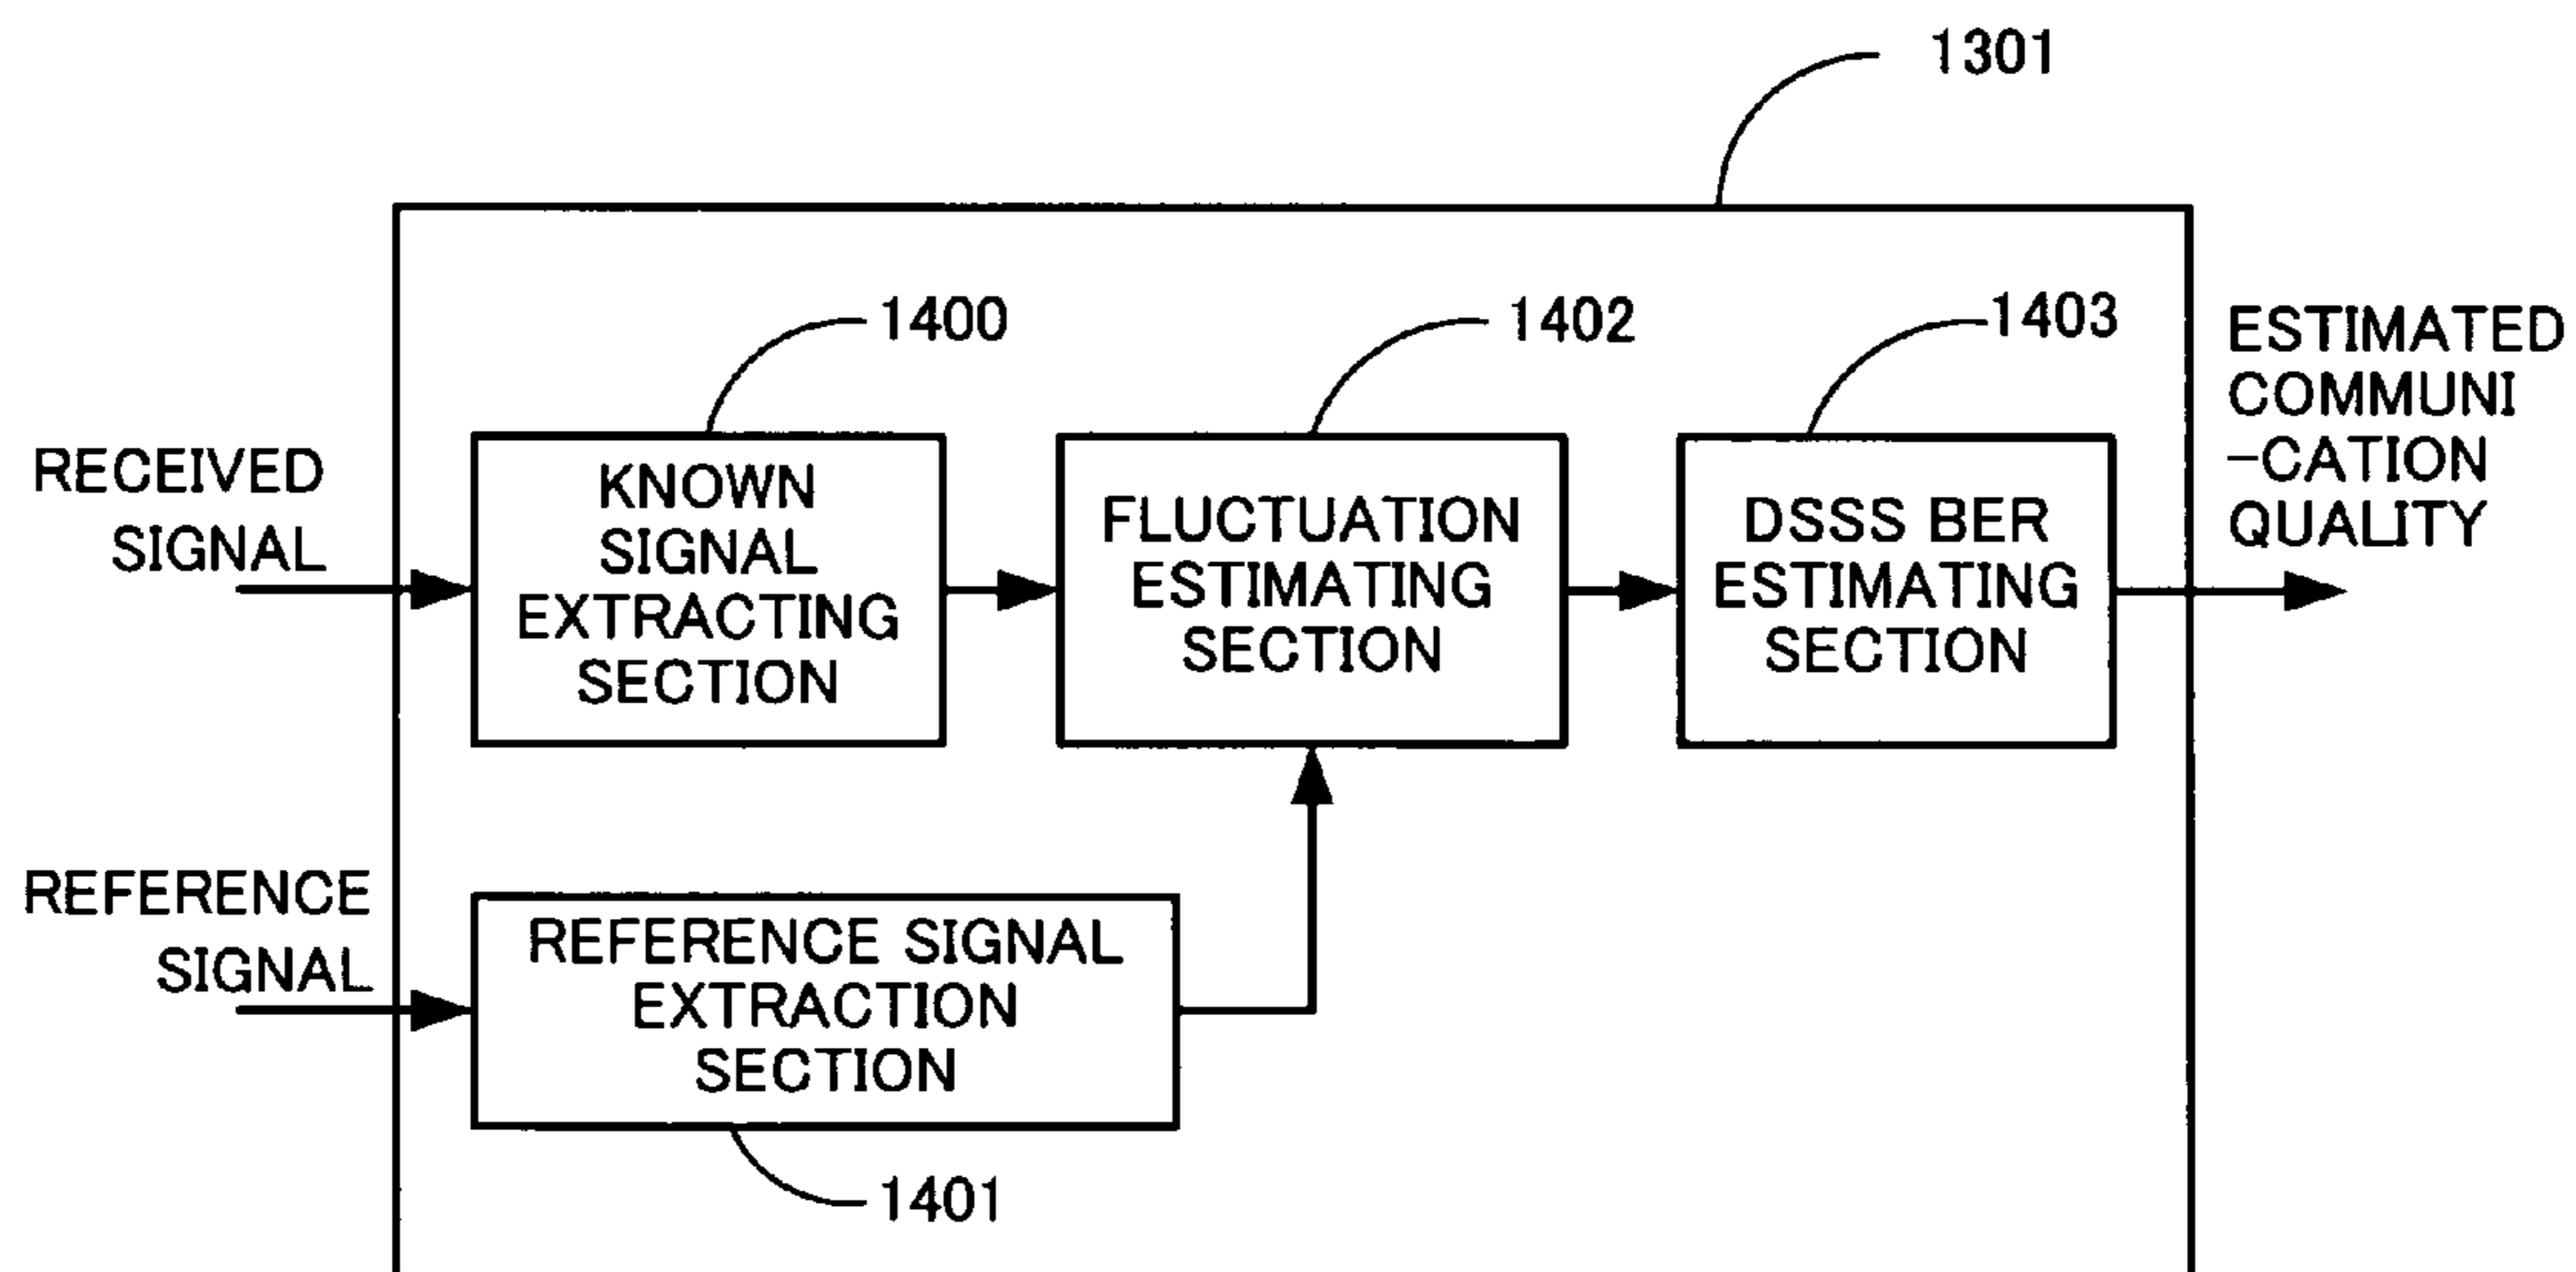 1301
1400
1402
1403
ESTIMATED
COMMUNI
-CATION
QUALITY
RECEIVED
SIGNAL
KNOWN
SIGNAL
EXTRACTING
SECTION
FLUCTUATION
ESTIMATING
SECTION
DSSS BER
ESTIMATING
SECTION
REFERENCE
SIGNAL
REFERENCE SIGNAL
EXTRACTION
SECTION
1401